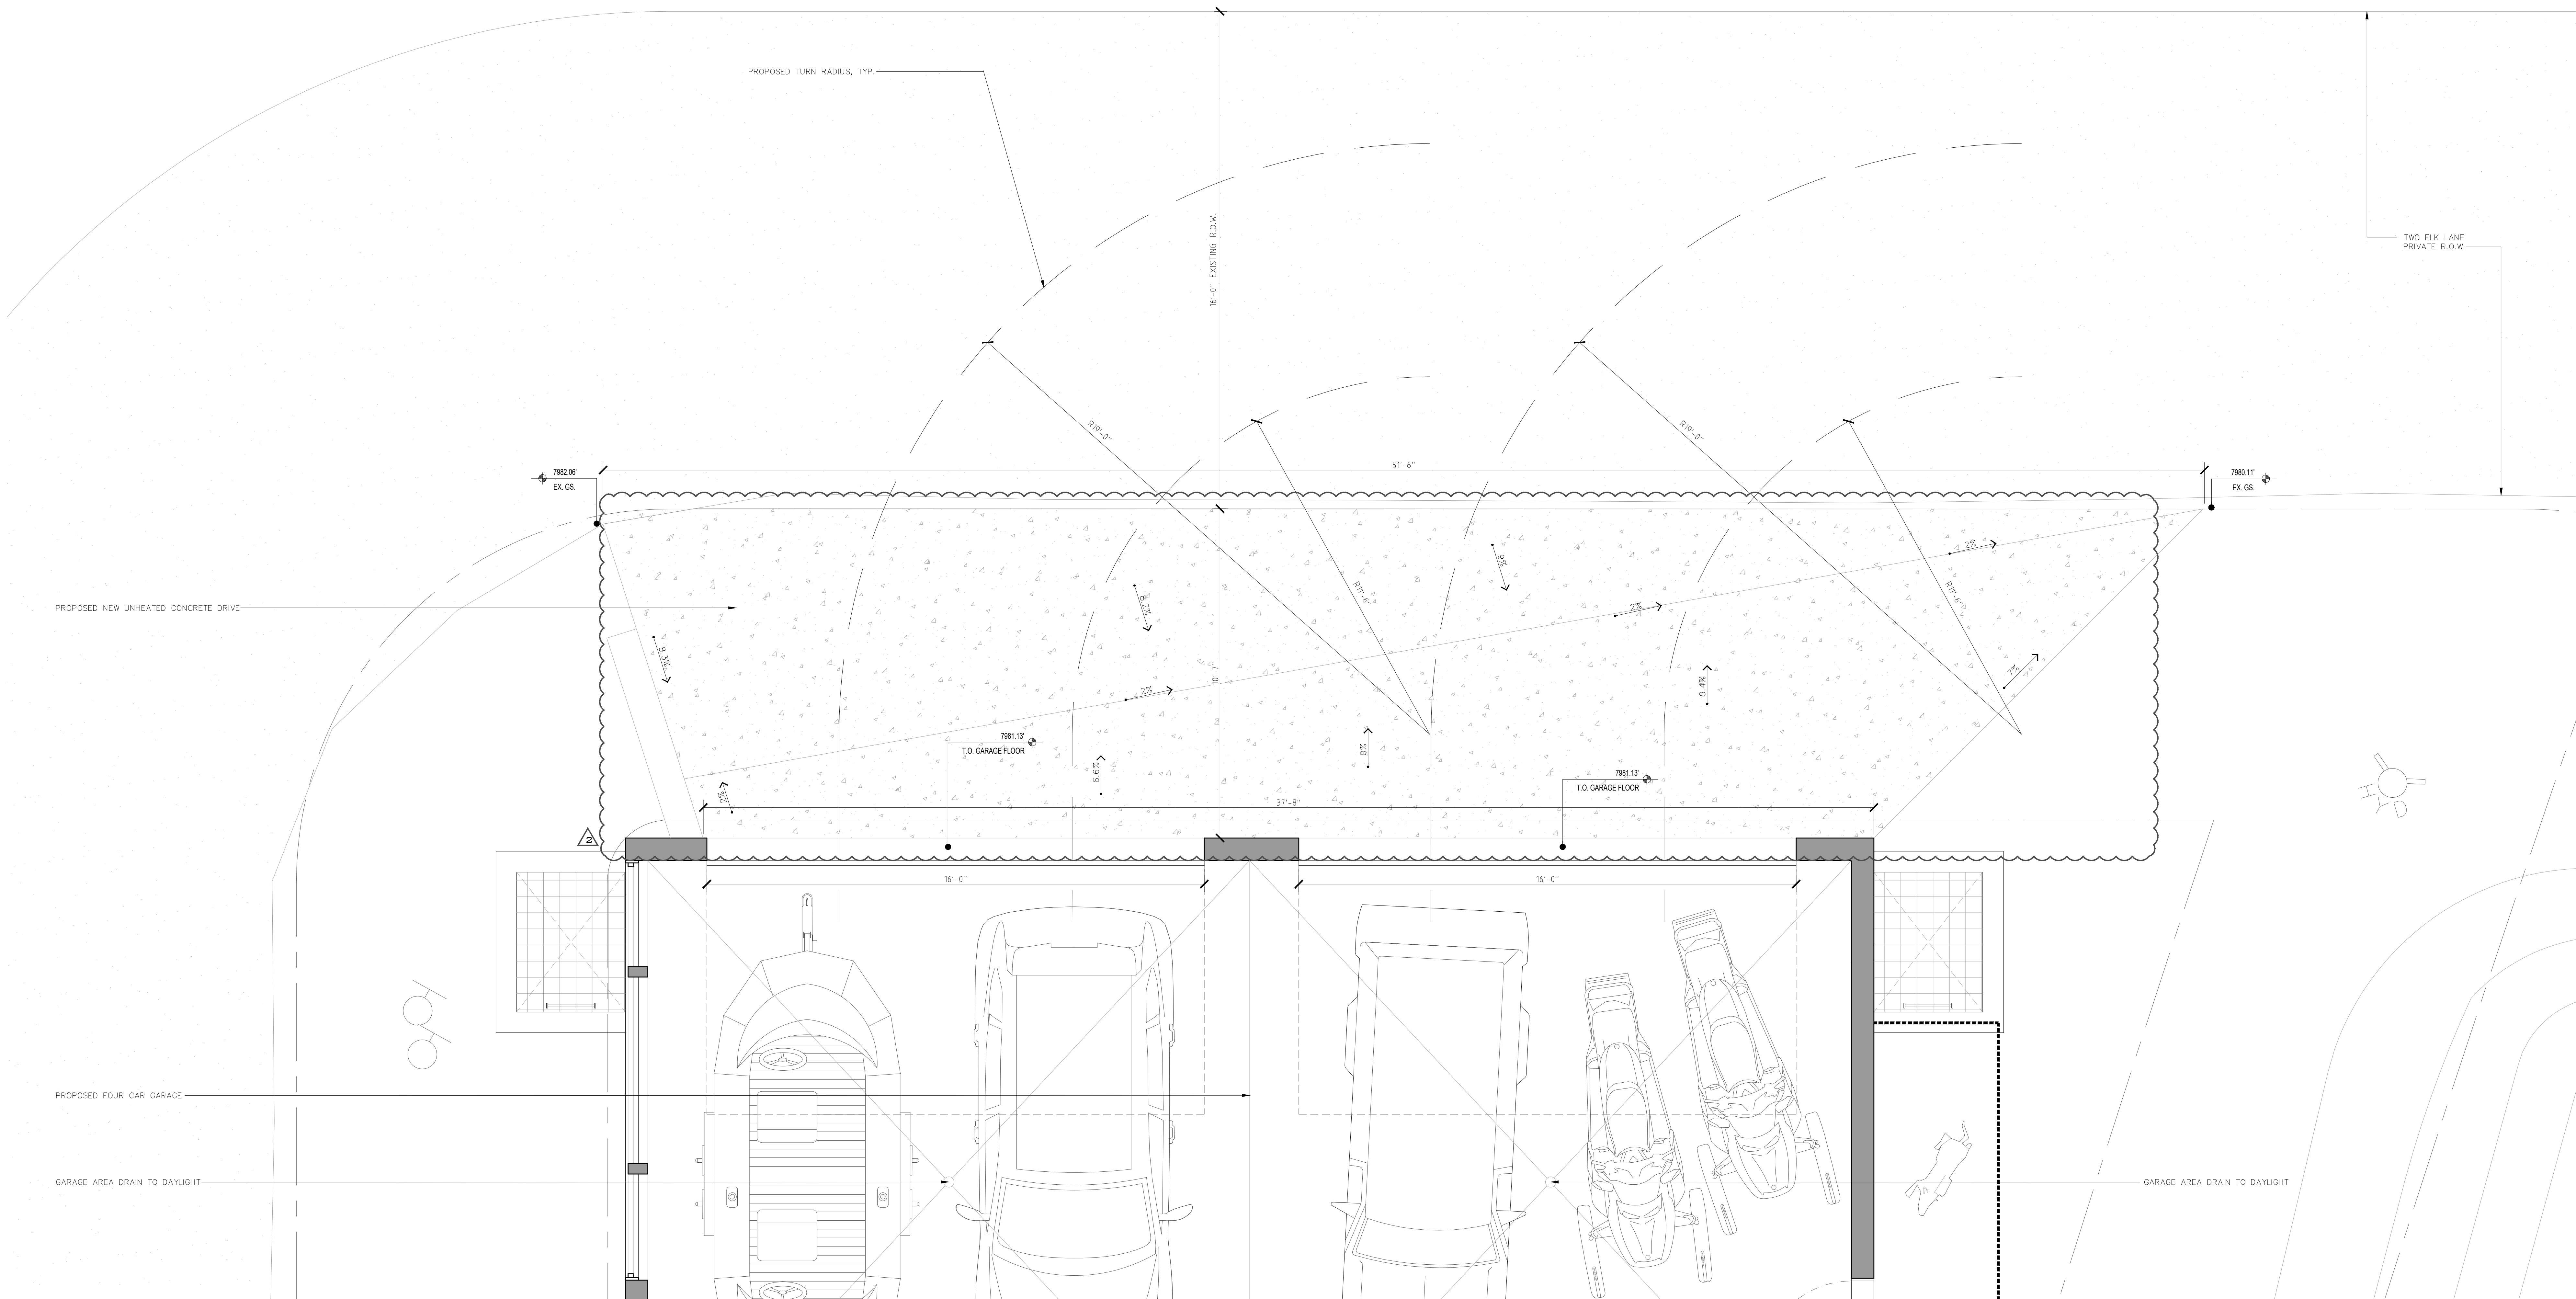 PROPOSED TURN RADIUS, TYP.
16'-0" EXISTING R.O.W.
TWO ELK LANE
PRIVATE R.O.W.
R19'-0"
R19'-0"
51'-6"
7982.06'
EX. GS.
7980.11'
EX. GS.
9%
2%
8.2%
R11'-6"
R11'-6"
PROPOSED NEW UNHEATED CONCRETE DRIVE
2%
8.3%
10'-7"
7%
2%
9.4%
7981.13'
T.O. GARAGE FLOOR
9%
6.6%
7981.13'
T.O. GARAGE FLOOR
2%
37'-8"
2
16'-0"
16'-0"
PROPOSED FOUR CAR GARAGE
GARAGE AREA DRAIN TO DAYLIGHT
GARAGE AREA DRAIN TO DAYLIGHT
HYD